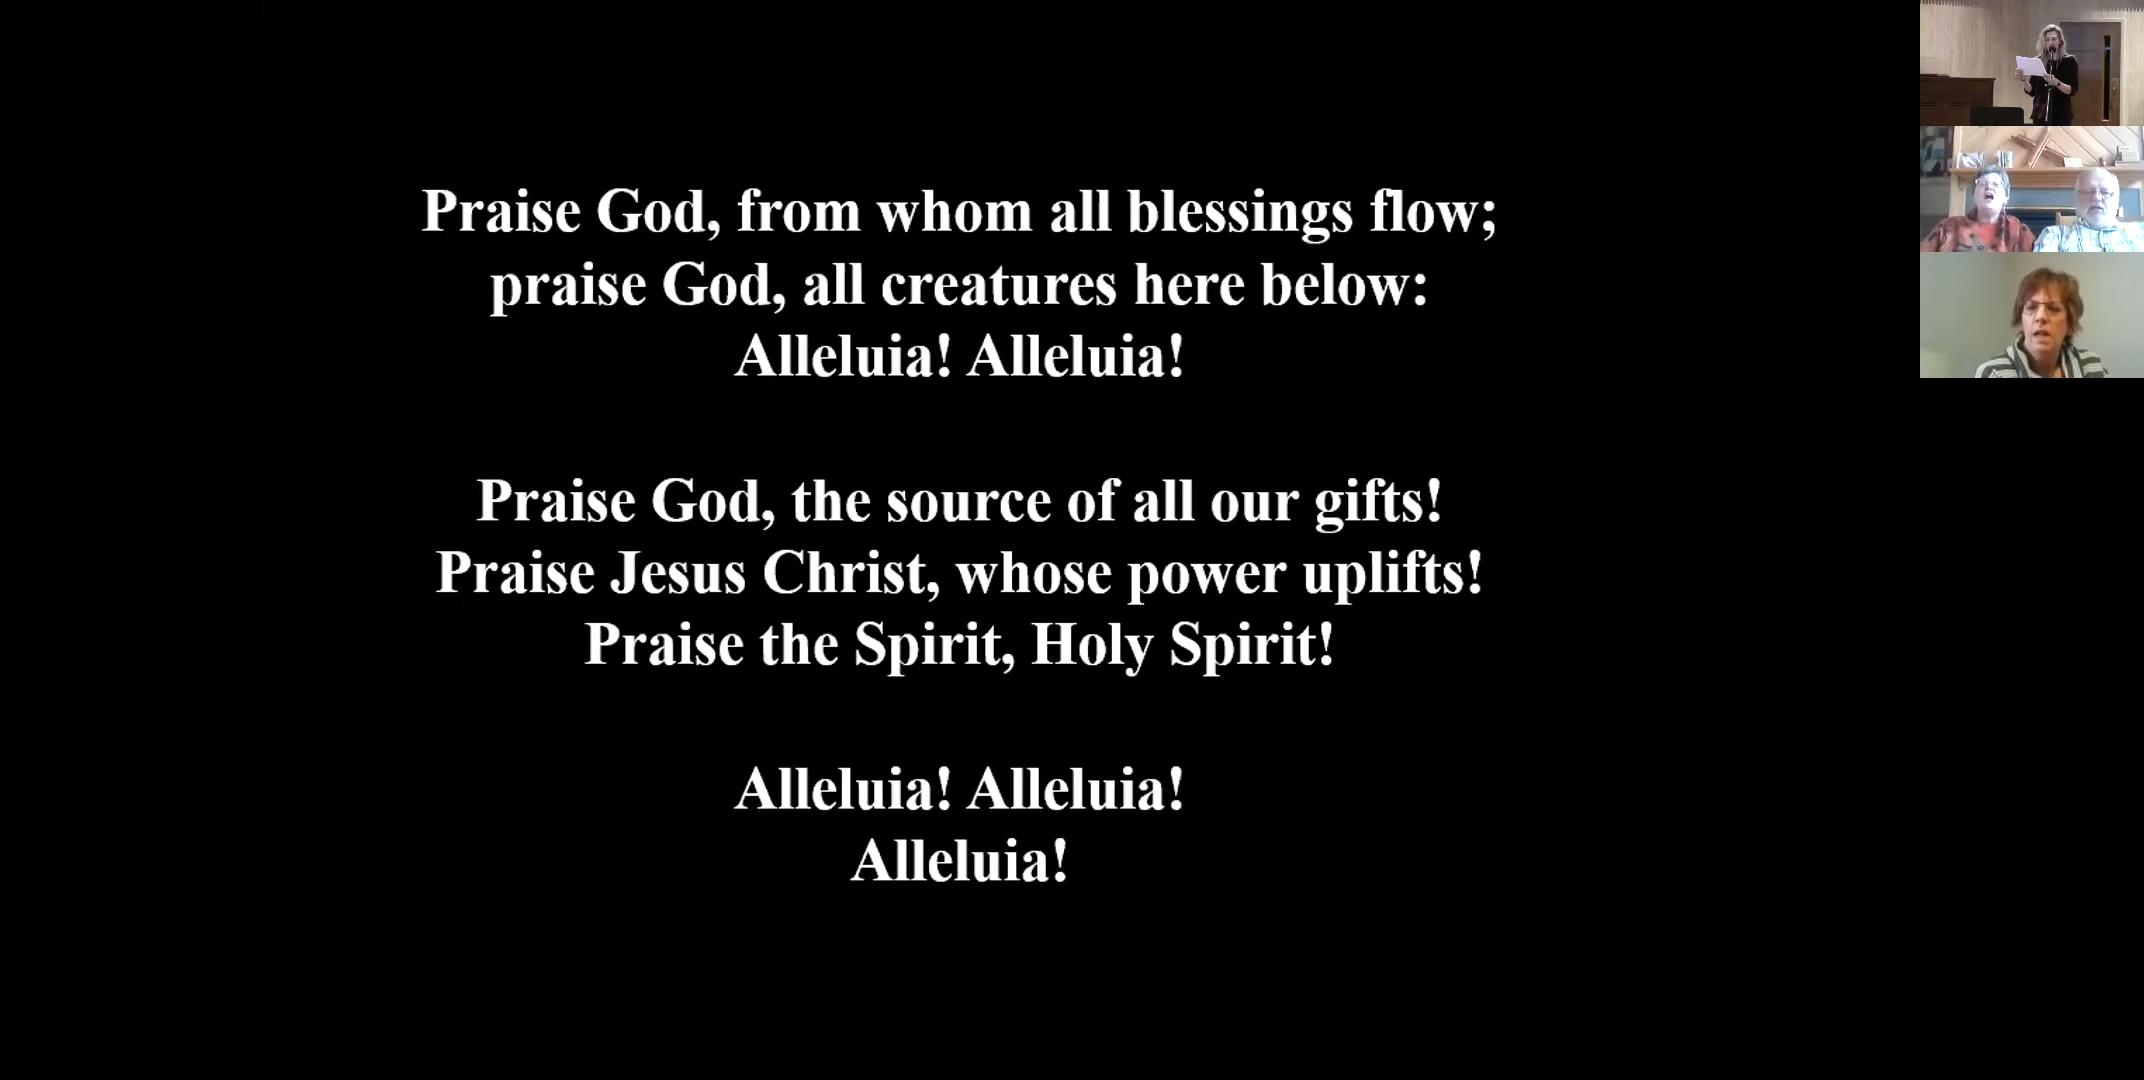 Praise God, from whom all blessings flow;
praise God, all creatures here below:
Alleluia! Alleluia!
Praise God, the source of all our gifts!
Praise Jesus Christ, whose power uplifts!
Praise the Spirit, Holy Spirit!
Alleluia! Alleluia!
Alleluia!